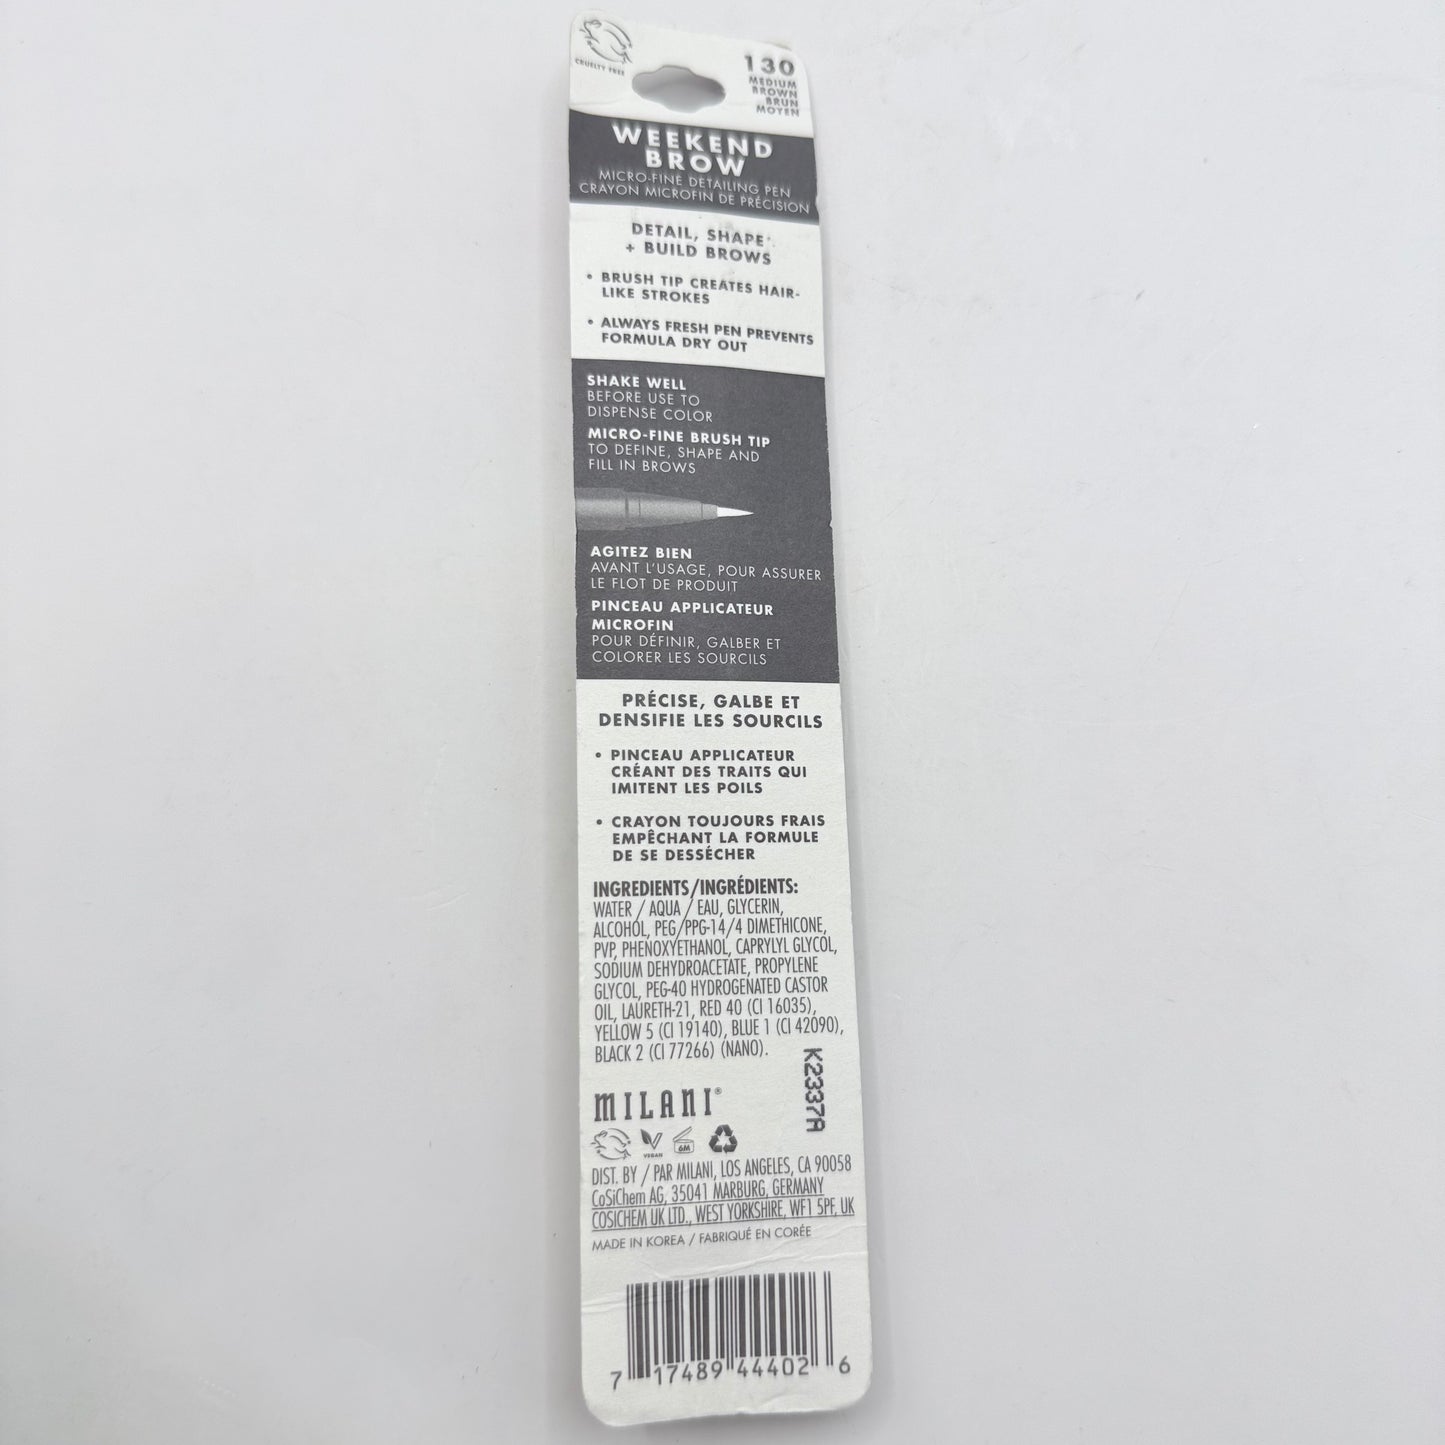 CRUELTY FREE
130
MEDIUM
BROWN
BRUN
MOYEN
WEEKEND
BROW
MICRO-FINE DETAILING PEN
CRAYON MICROFIN DE PRÉCISION
DETAIL, SHAPE
+ BUILD BROWS
• BRUSH TIP CREATES HAIR-
LIKE STROKES
• ALWAYS FRESH PEN PREVENTS
FORMULA DRY OUT
SHAKE WELL
BEFORE USE TO
DISPENSE COLOR
MICRO-FINE BRUSH TIP
TO DEFINE, SHAPE AND
FILL IN BROWS
AGITEZ BIEN
AVANT L'USAGE, POUR ASSURER
LE FLOT DE PRODUIT
PINCEAU APPLICATEUR
MICROFIN
POUR DÉFINIR, GALBER ET
COLORER LES SOURCILS
PRÉCISE, GALBE ET
DENSIFIE LES SOURCILS
• PINCEAU APPLICATEUR
CRÉANT DES TRAITS QUI
IMITENT LES POILS
• CRAYON TOUJOURS FRAIS
EMPÊCHANT LA FORMULE
DE SE DESSÉCHER
INGREDIENTS/INGRÉDIENTS:
WATER / AQUA / EAU, GLYCERIN,
ALCOHOL, PEG/PPG-14/4 DIMETHICONE,
PVP, PHENOXYETHANOL, CAPRYLYL GLYCOL,
SODIUM DEHYDROACETATE, PROPYLENE
GLYCOL, PEG-40 HYDROGENATED CASTOR
OIL, LAURETH-21, RED 40 (CI 16035),
YELLOW 5 (CI 19140), BLUE 1 (CI 42090),
BLACK 2 (CI 77266) (NANO).
K2337A
MILANI®
VEGAN
6M
DIST. BY / PAR MILANI, LOS ANGELES, CA 90058
CoSiChem AG, 35041 MARBURG, GERMANY
COSICHEM UK LTD., WEST YORKSHIRE, WF1 5PF, UK
MADE IN KOREA / FABRIQUÉ EN CORÉE
7 17489 44402 6